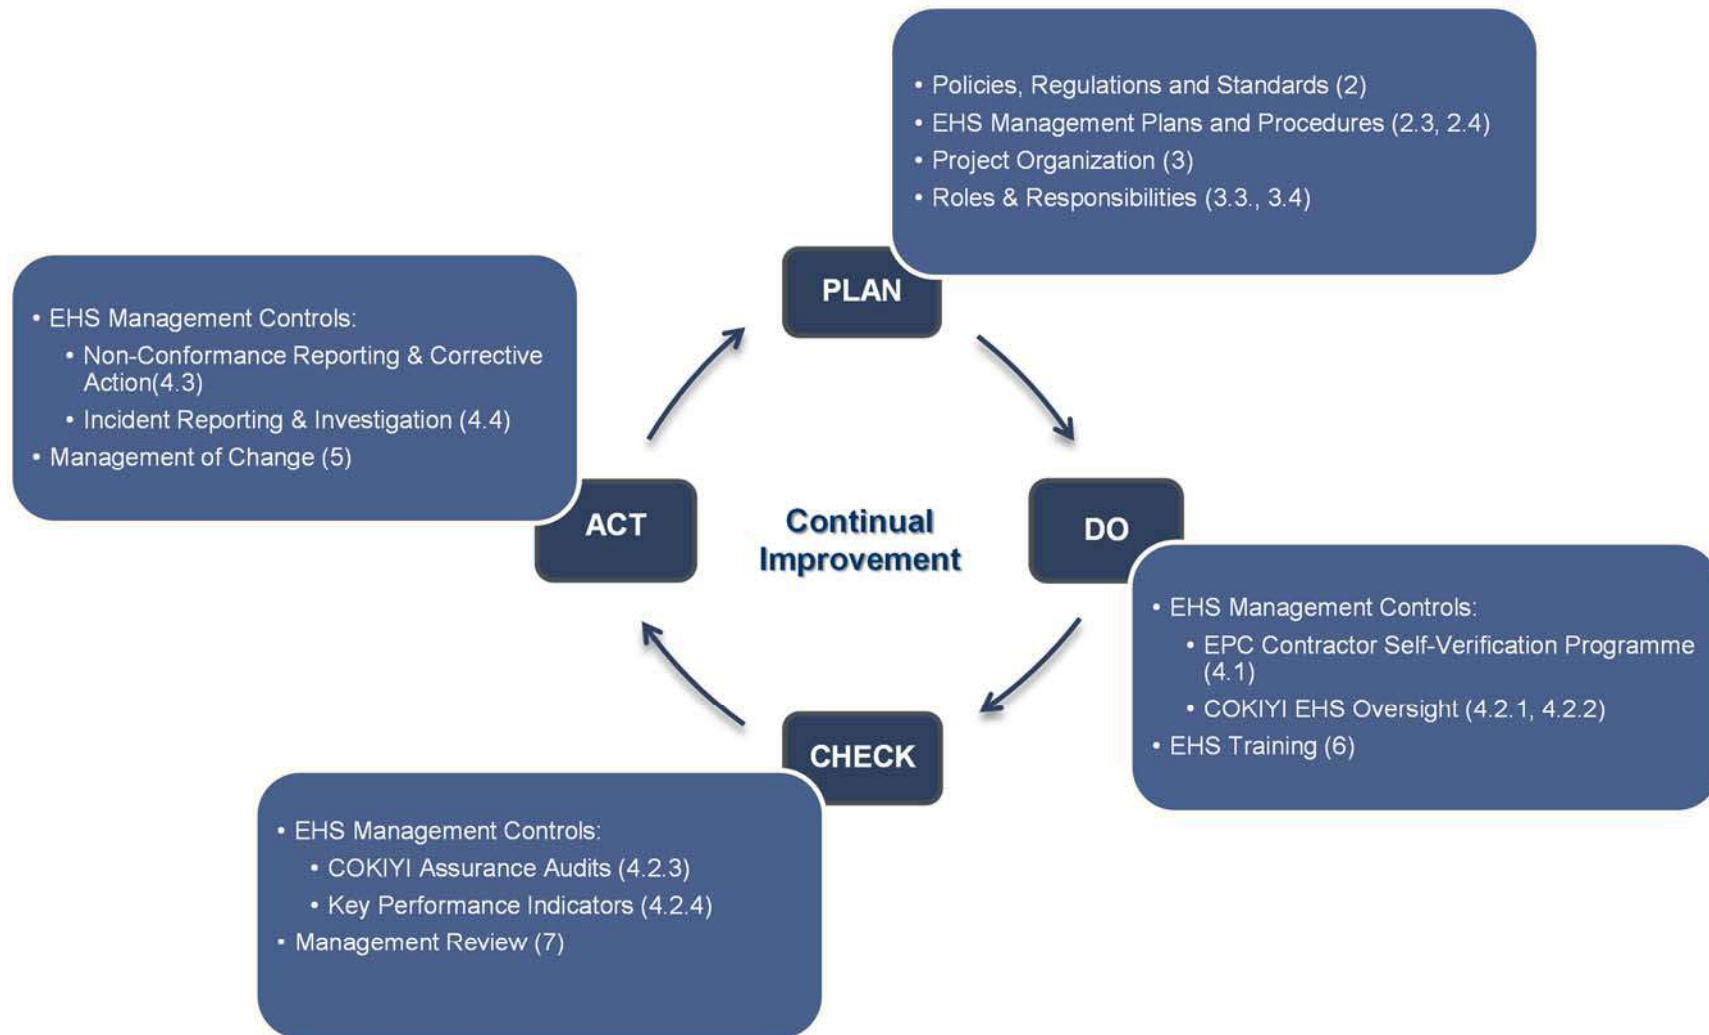 • Policies, Regulations and Standards (2)
• EHS Management Plans and Procedures (2.3, 2.4)
• Project Organization (3)
• Roles & Responsibilities (3.3., 3.4)
PLAN
• EHS Management Controls:
• Non-Conformance Reporting & Corrective
Action(4.3)
• Incident Reporting & Investigation (4.4)
• Management of Change (5)
ACT
Continual
Improvement
DO
• EHS Management Controls:
• EPC Contractor Self-Verification Programme
(4.1)
• COKIYI EHS Oversight (4.2.1, 4.2.2)
• EHS Training (6)
CHECK
• EHS Management Controls:
• COKIYI Assurance Audits (4.2.3)
• Key Performance Indicators (4.2.4)
• Management Review (7)